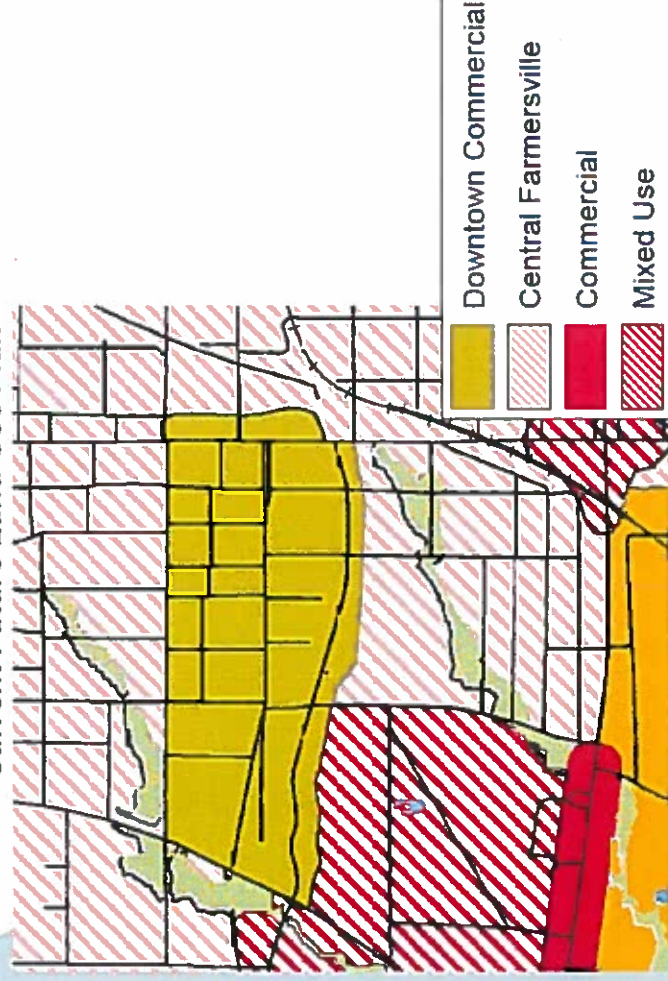 Downtown Commercial
Central Farmersville
Commercial
Mixed Use